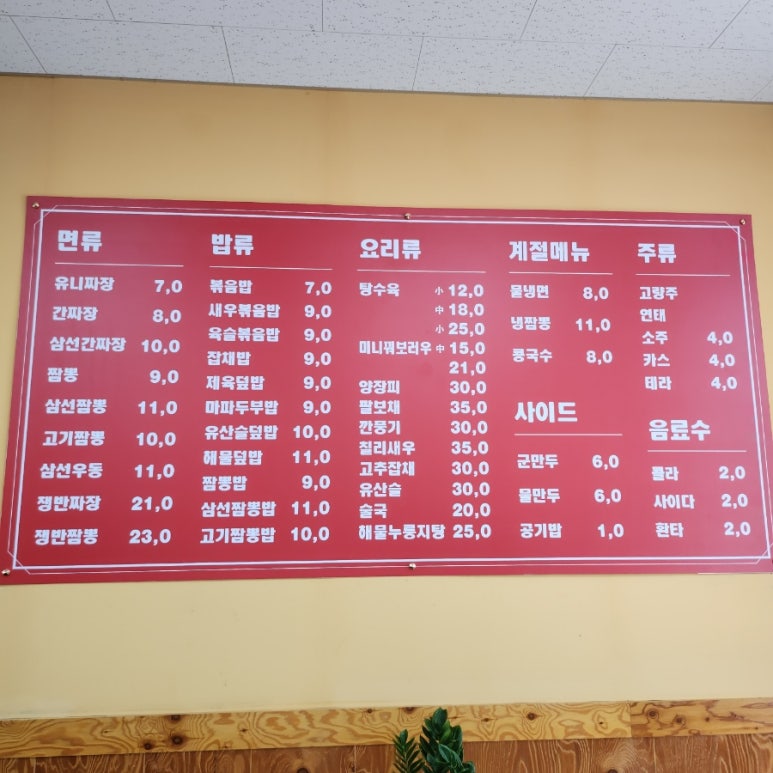 면류
유니짜장 7,0
간짜장 8,0
삼선간짜장 10,0
짬뽕 9,0
삼선짬뽕 11,0
고기짬뽕 10,0
삼선우동 11,0
쟁반짜장 21,0
쟁반짬뽕 23,0
밥류
볶음밥 7,0
새우볶음밥 9,0
육슬볶음밥 9,0
잡채밥 9,0
제육덮밥 9,0
마파두부밥 9,0
유산슬덮밥 10,0
해물덮밥 11,0
짬뽕밥 9,0
삼선짬뽕밥 11,0
고기짬뽕밥 10,0
요리류
탕수육 小 12,0
中 18,0
小 25,0
미니꿔보러우 中 15,0
21,0
양장피 30,0
팔보채 35,0
깐풍기 30,0
칠리새우 35,0
고추잡채 30,0
유산슬 30,0
술국 20,0
해물누룽지탕 25,0
계절메뉴
물냉면 8,0
냉짬뽕 11,0
콩국수 8,0
사이드
군만두 6,0
물만두 6,0
공기밥 1,0
주류
고량주
연태
소주 4,0
카스 4,0
테라 4,0
음료수
콜라 2,0
사이다 2,0
환타 2,0